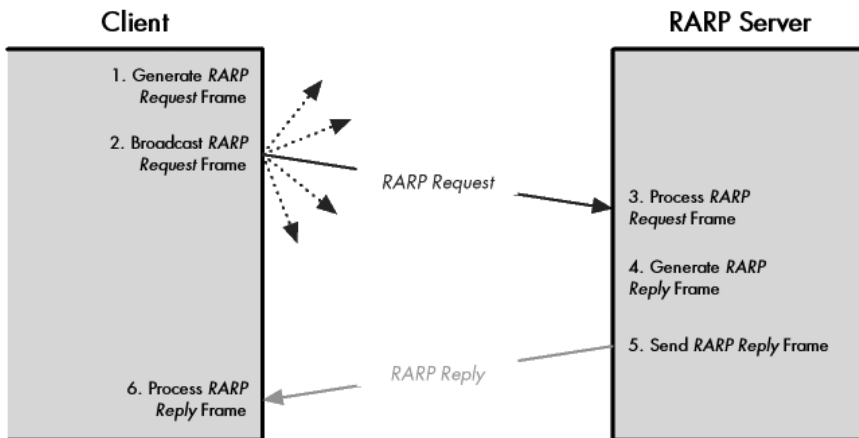 Client
RARP Server
1. Generate RARP
Request Frame
2. Broadcast RARP
Request Frame
RARP Request
3. Process RARP
Request Frame
4. Generate RARP
Reply Frame
5. Send RARP Reply Frame
RARP Reply
6. Process RARP
Reply Frame